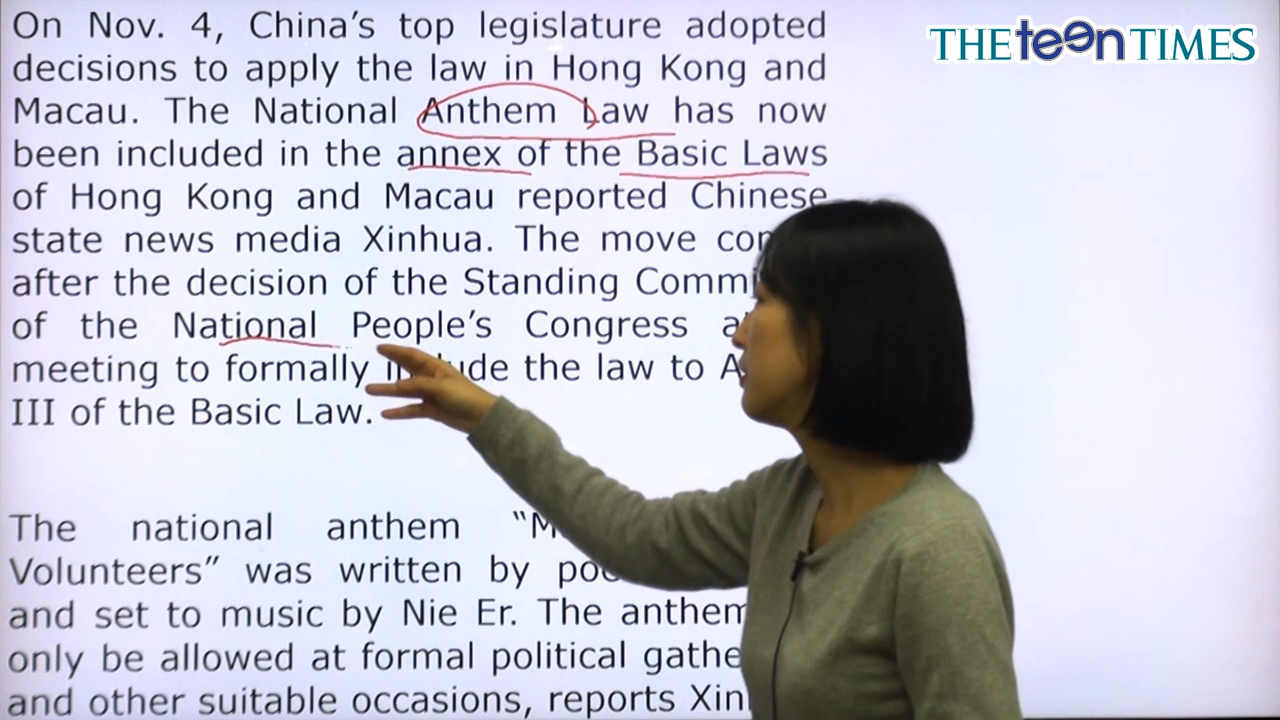 THE teen TIMES
On Nov. 4, China's top legislature adopted
decisions to apply the law in Hong Kong and
Macau. The National Anthem Law has now
been included in the annex of the Basic Laws
of Hong Kong and Macau reported Chinese
state news media Xinhua. The move
after the decision of the Standing
of the National People's Congress
meeting to formally the law to
III of the Basic Law.
The national anthem
Volunteers" was written by
and set to music by Nie Er. The anthem
only be allowed at formal political
and other suitable occasions, reports